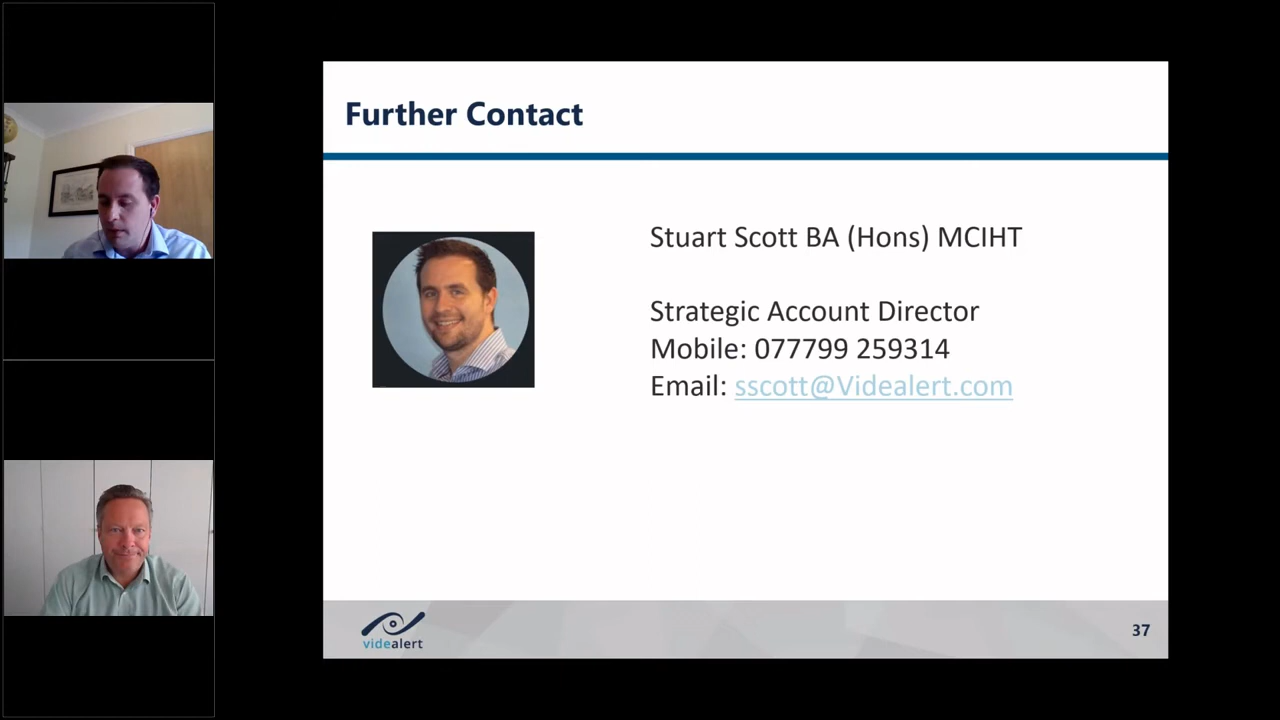 Further Contact
Stuart Scott BA (Hons) MCIHT
Strategic Account Director
Mobile: 077799 259314
Email: sscott@Videalert.com
videalert
37